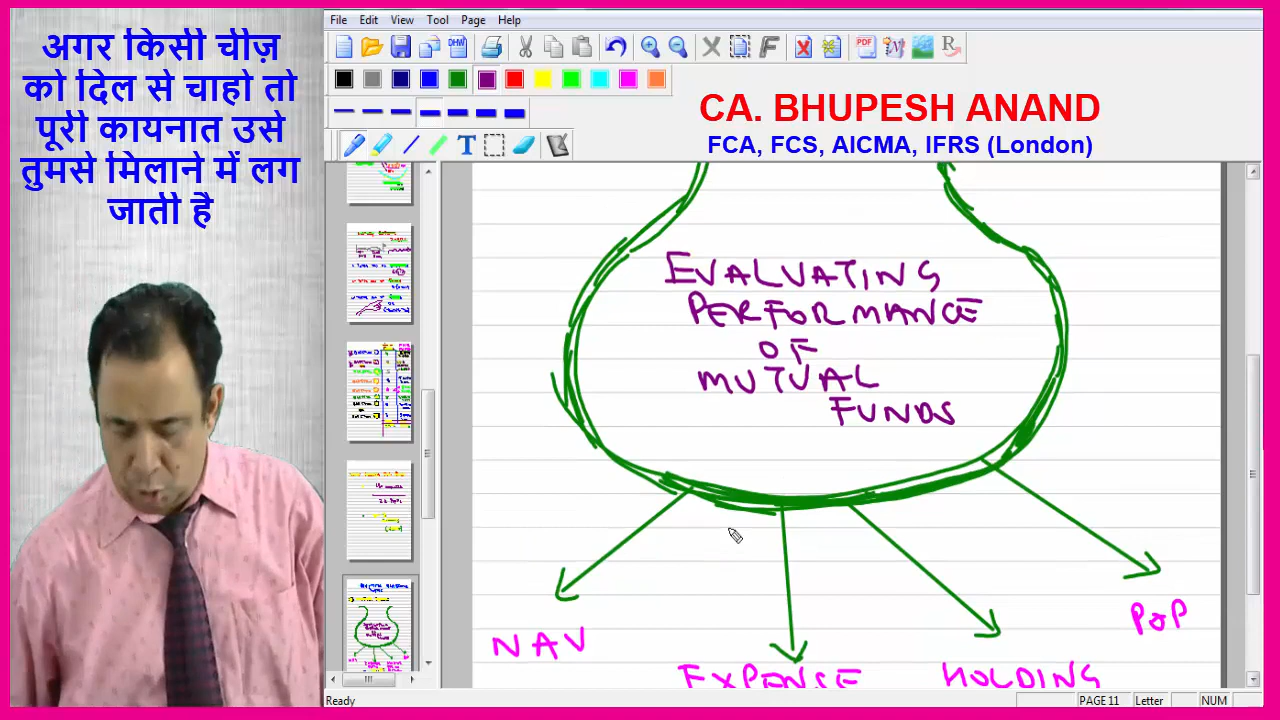 अगर किसी चीज़
को दिल से चाहो तो
पूरी कायनात उसे
तुमसे मिलाने में लग
जाती है
File Edit View Tool Page Help
CA. BHUPESH ANAND
FCA, FCS, AICMA, IFRS (London)
EVALUATING
PERFORMANCE
OF
MUTUAL
FUNDS
NAV
EXPENSE
HOLDING
POP
Ready
PAGE 11 Letter NUM